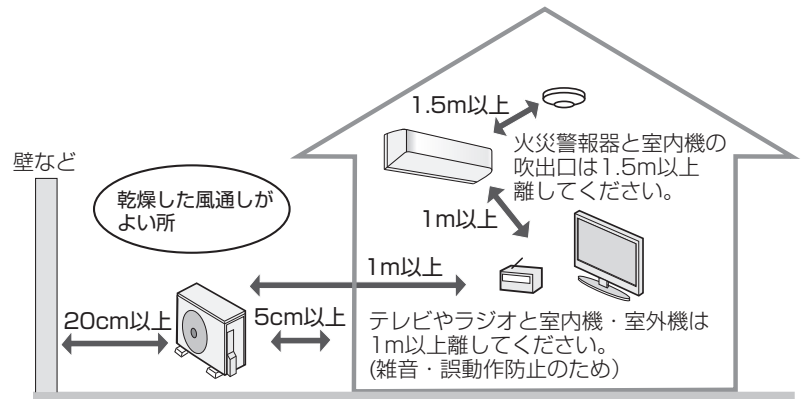 1.5m以上
火災警報器と室内機の
吹出口は1.5m以上
離してください。
壁など
乾燥した風通しが
よい所
1m以上
1m以上
20cm以上
5cm以上
テレビやラジオと室内機・室外機は
1m以上離してください。
(雑音・誤動作防止のため)